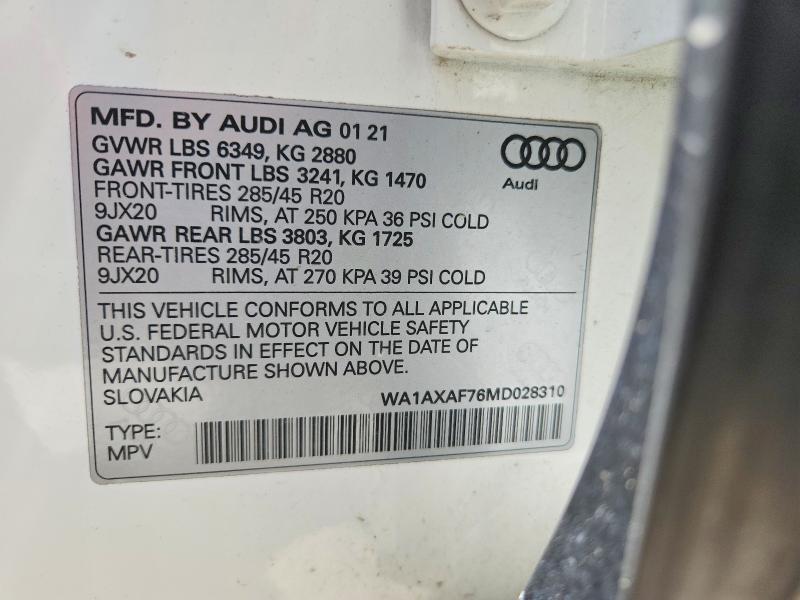 MFD. BY AUDI AG 01 21
GVWR LBS 6349, KG 2880
GAWR FRONT LBS 3241, KG 1470
FRONT-TIRES 285/45 R20
9JX20 RIMS, AT 250 KPA 36 PSI COLD
GAWR REAR LBS 3803, KG 1725
REAR-TIRES 285/45 R20
9JX20 RIMS, AT 270 KPA 39 PSI COLD
Audi
THIS VEHICLE CONFORMS TO ALL APPLICABLE
U.S. FEDERAL MOTOR VEHICLE SAFETY
STANDARDS IN EFFECT ON THE DATE OF
MANUFACTURE SHOWN ABOVE.
SLOVAKIA WA1AXAF76MD028310
TYPE:
MPV